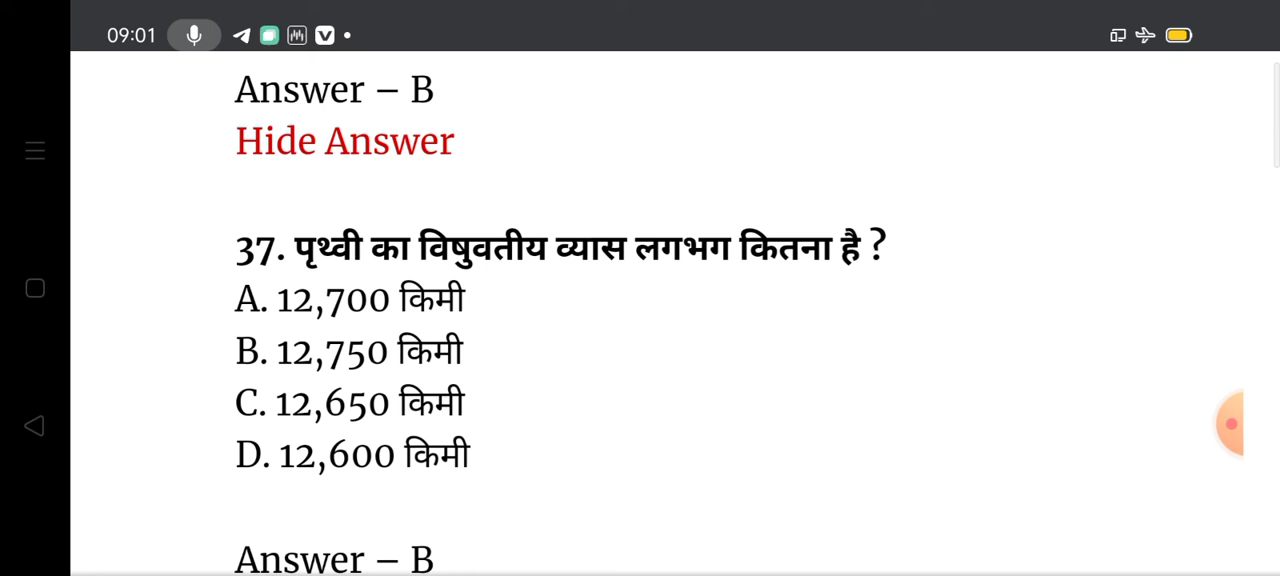 09:01
Answer – B
Hide Answer
37. पृथ्वी का विषुवतीय व्यास लगभग कितना है ?
A. 12,700 किमी
B. 12,750 किमी
C. 12,650 किमी
D. 12,600 किमी
Answer – B